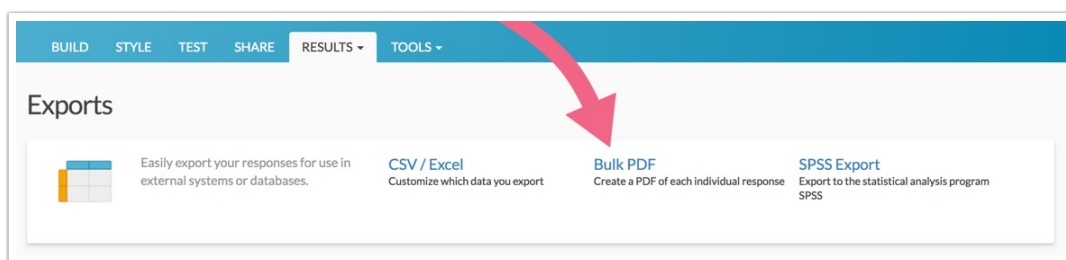 BUILD STYLE TEST SHARE RESULTS TOOLS
Exports
Easily export your responses for use in
external systems or databases.
CSV / Excel
Customize which data you export
Bulk PDF
Create a PDF of each individual response
SPSS Export
Export to the statistical analysis program
SPSS